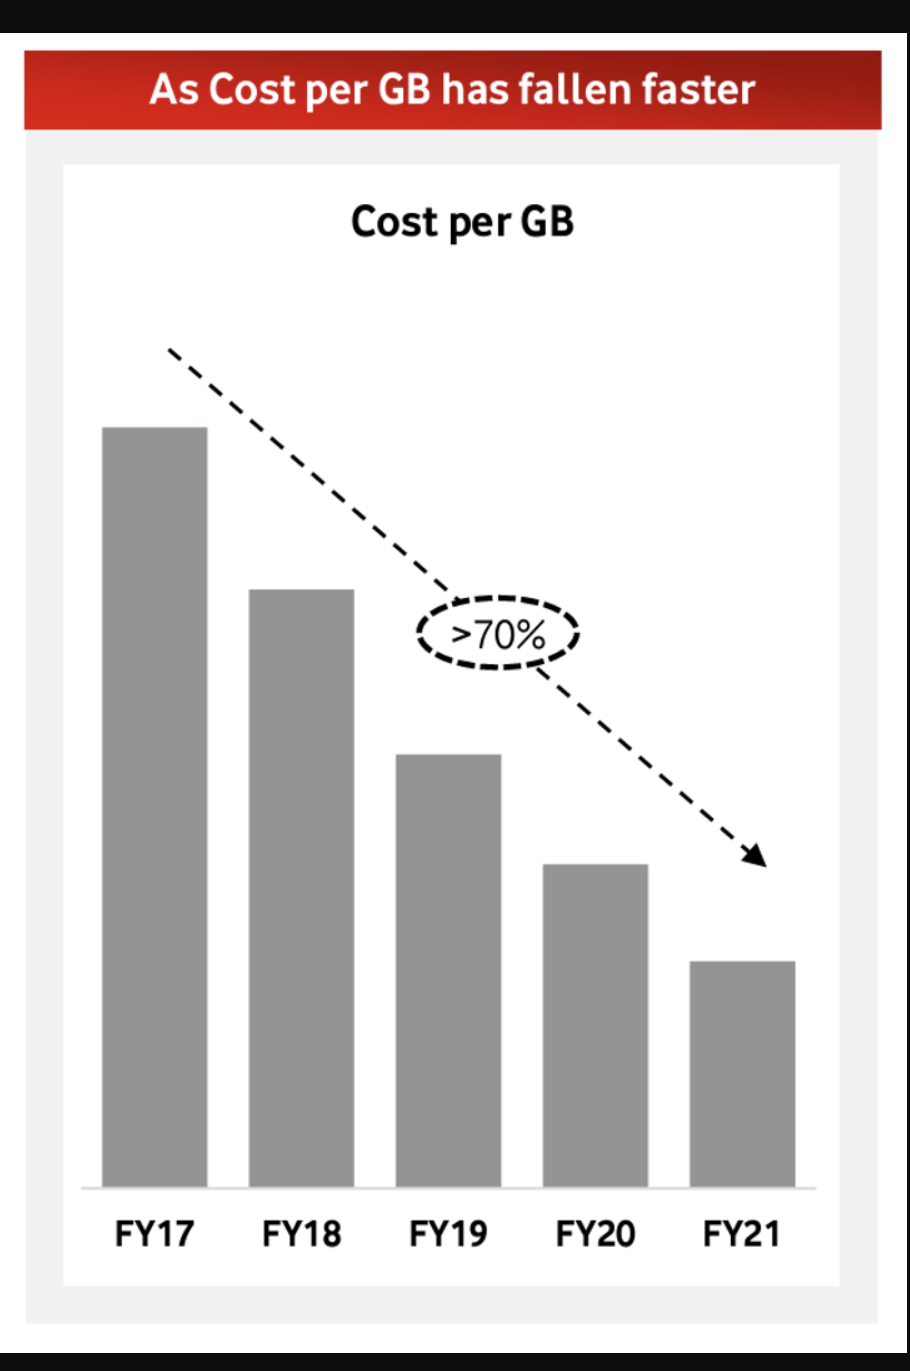 As Cost per GB has fallen faster
Cost per GB
>70%
FY17 FY18 FY19 FY20 FY21